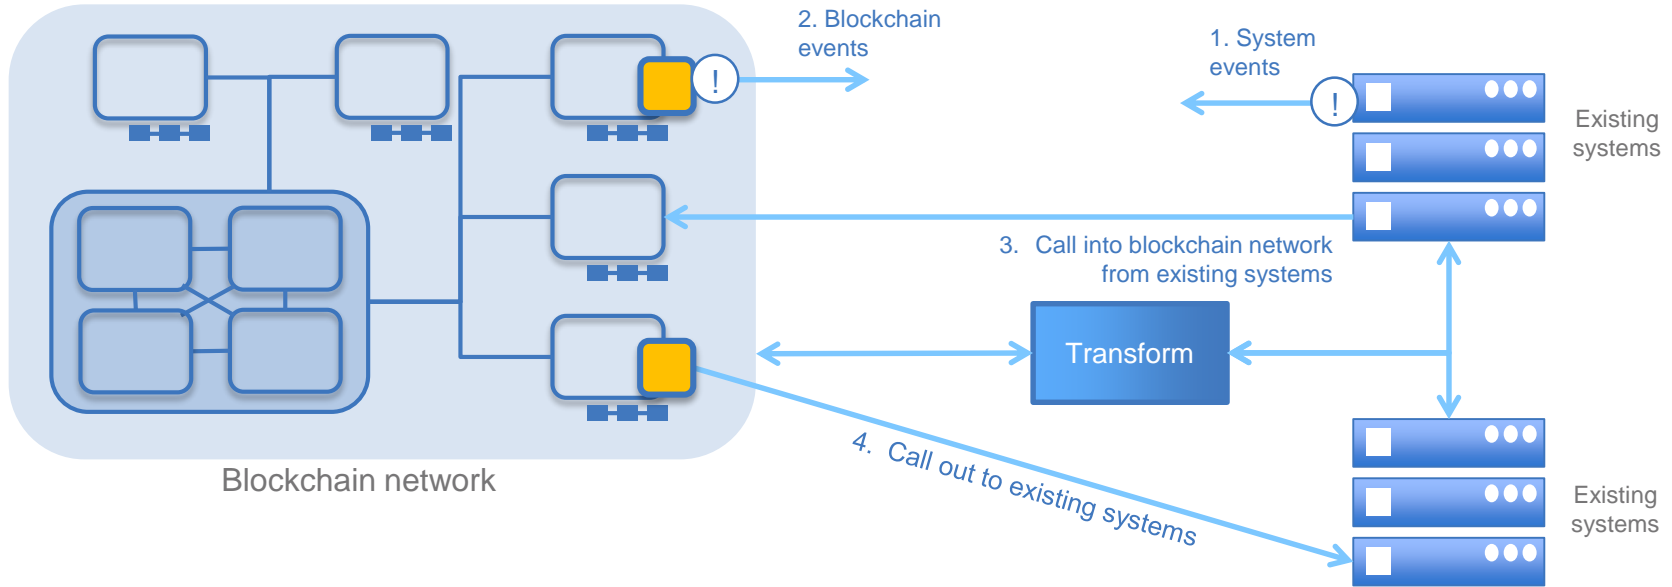 2. Blockchain
events
1. System
events
!
!
Existing
systems
3. Call into blockchain network
from existing systems
Transform
4. Call out to existing systems
Blockchain network
Existing
systems